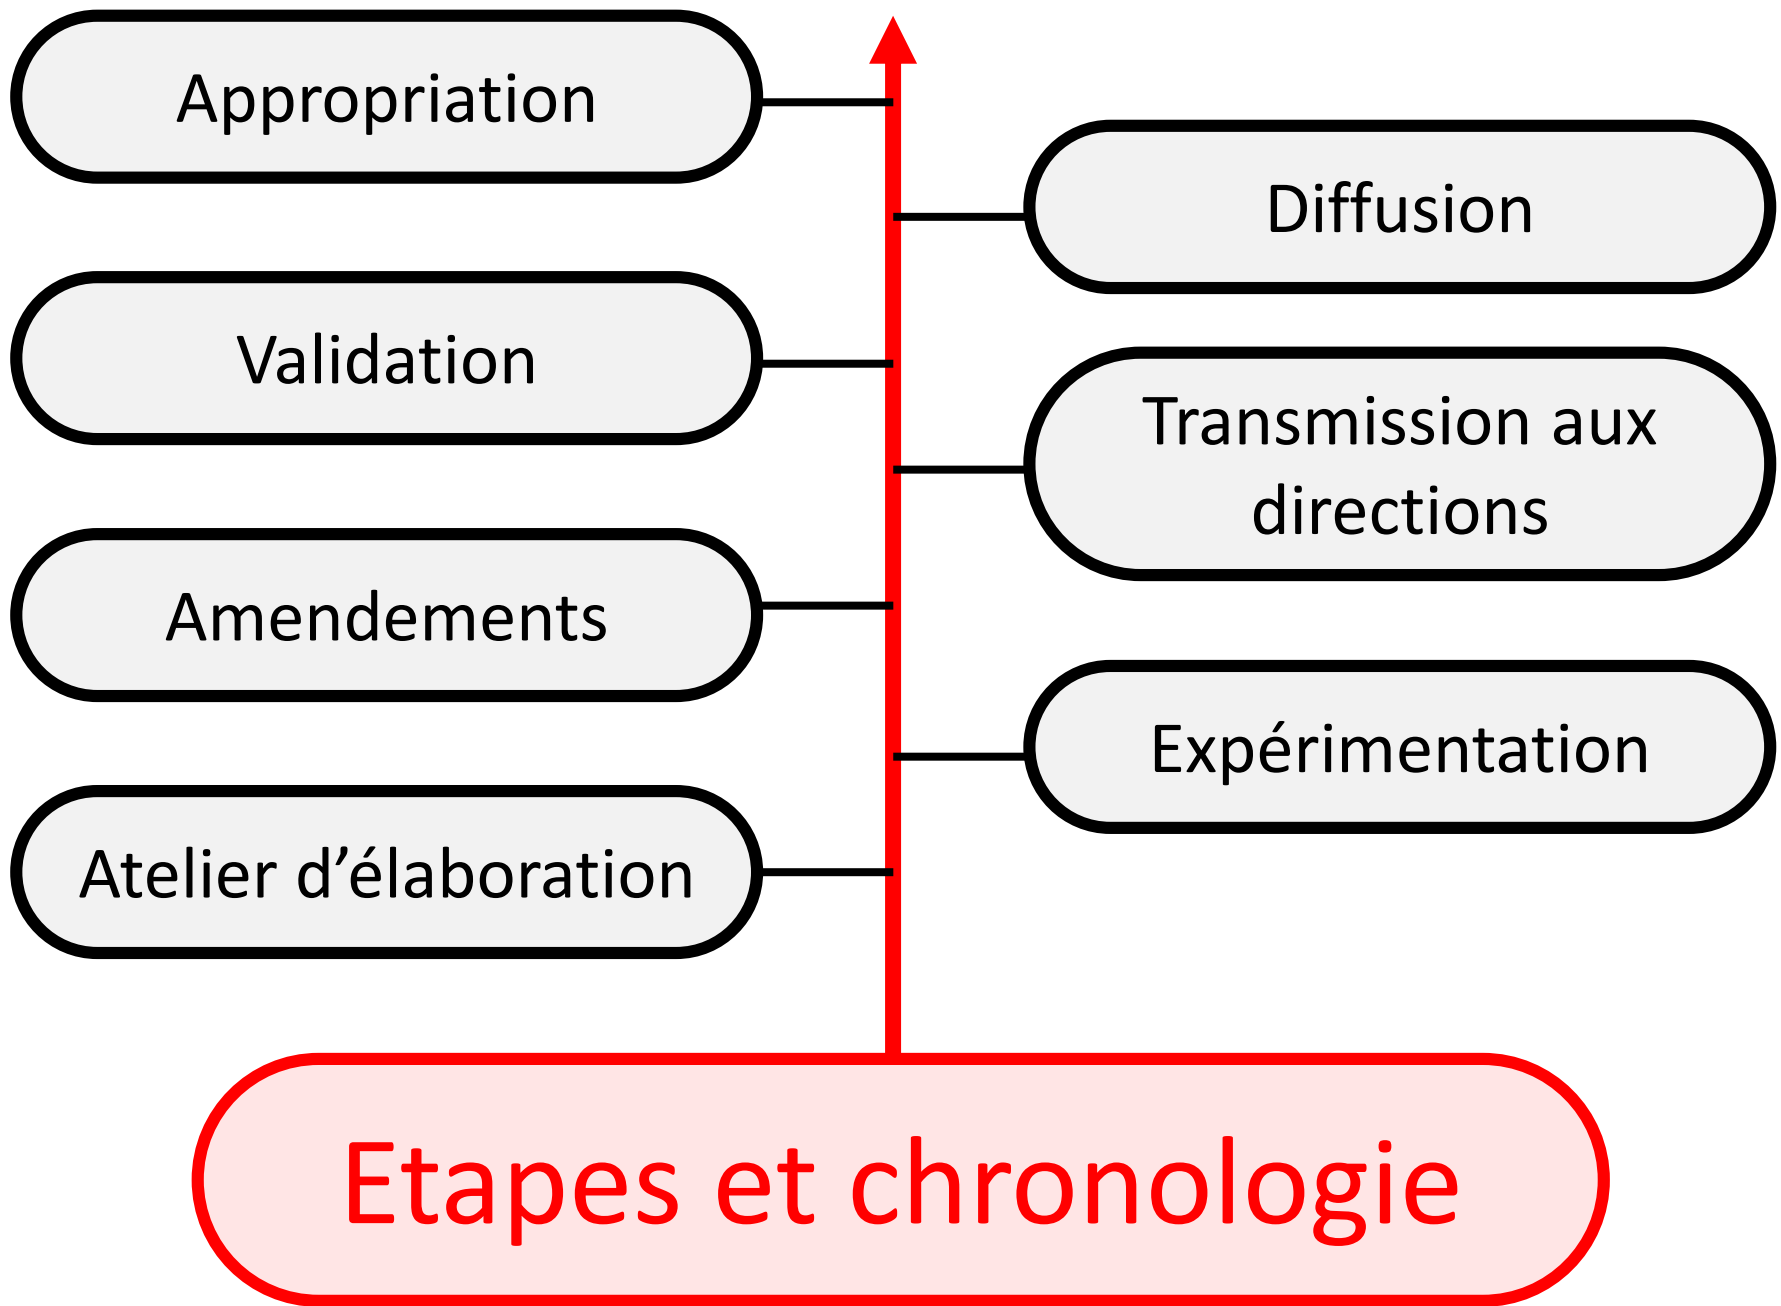 Appropriation
Diffusion
Validation
Transmission aux
directions
Amendements
Expérimentation
Atelier d’élaboration
Etapes et chronologie